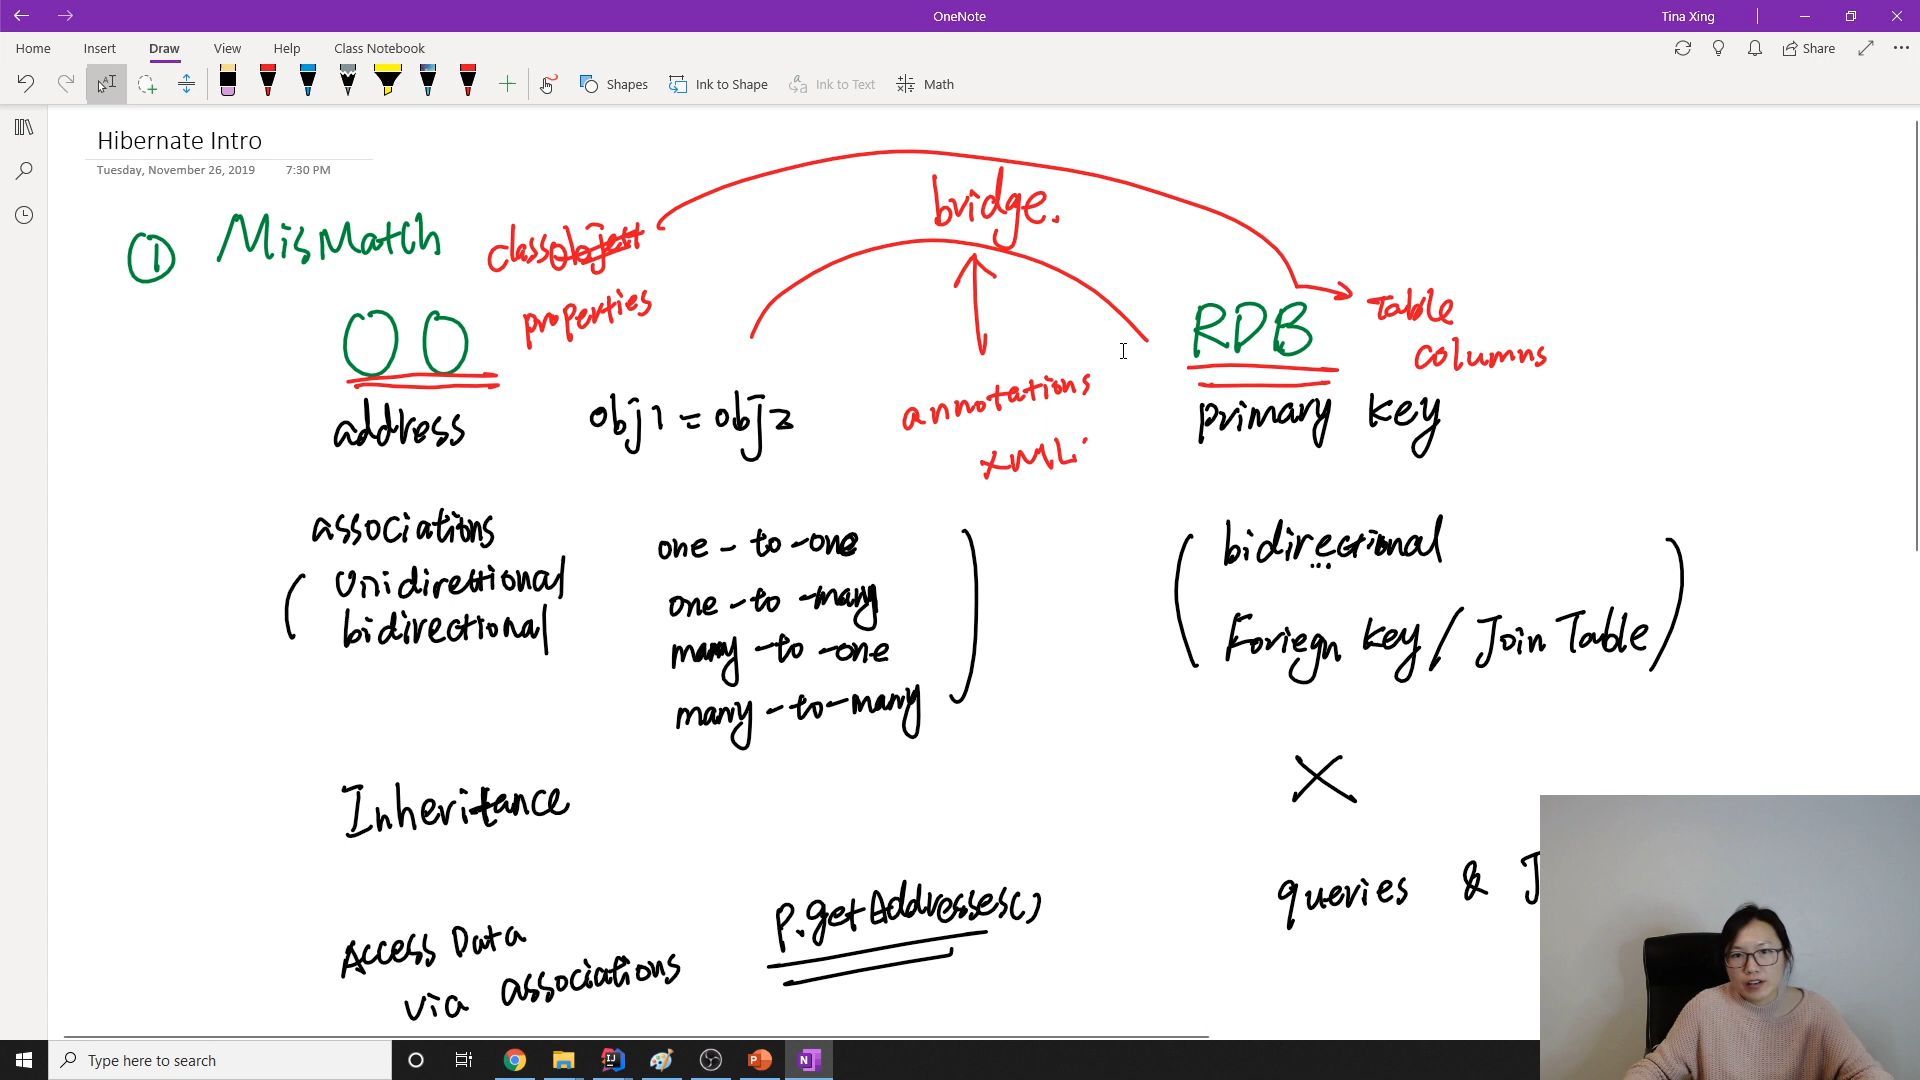 OneNote
Tina Xing
Home Insert Draw View Help Class Notebook
Share
Shapes Ink to Shape Ink to Text Math
Hibernate Intro
Tuesday, November 26, 2019 7:30 PM
bridge.
① MisMatch class object
properties
OO
RDB
Table
columns
address obj1 = obj2
annotations
XML
primary key
associations
unidirectional
bidirectional
one-to-one
one-to-many
many-to-one
many-to-many
bidirectional
Foriegn key / Join Table
Inheritance
X
Access Data
via associations
p.getAddresses()
queries & J
Type here to search